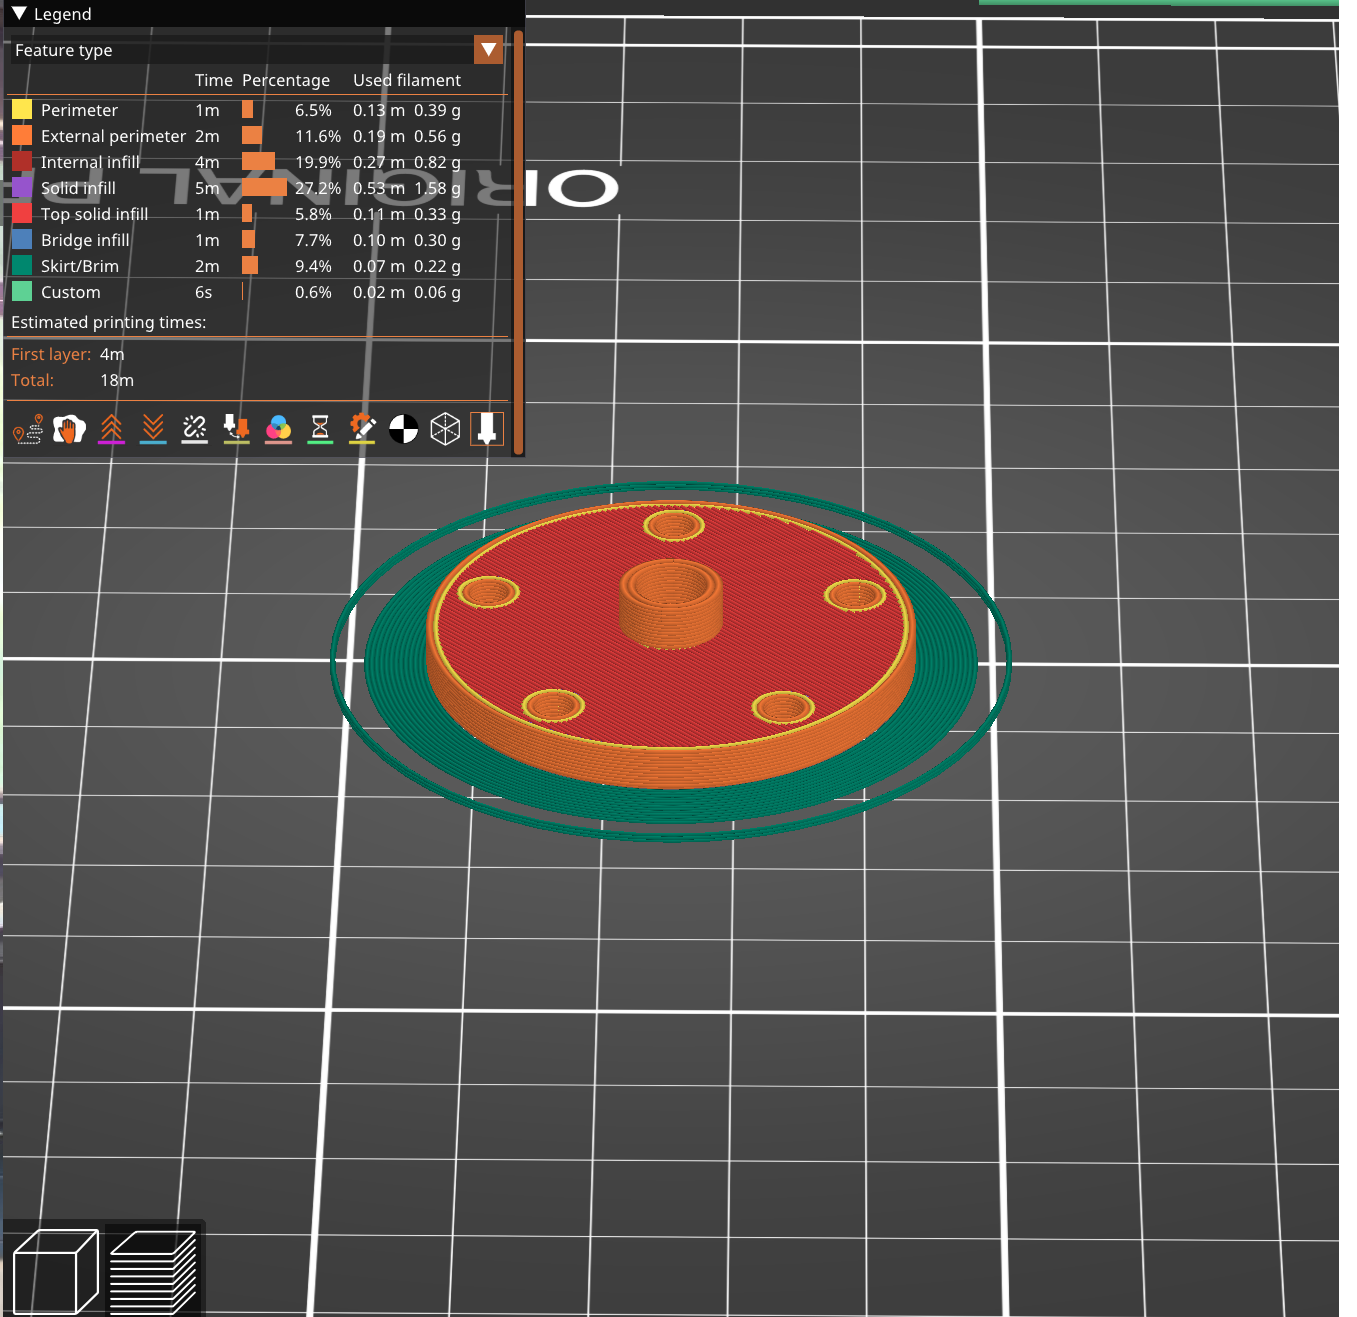 Legend
Feature type
Time Percentage Used filament
Perimeter 1m 6.5% 0.13 m 0.39 g
External perimeter 2m 11.6% 0.19 m 0.56 g
Internal infill 4m 19.9% 0.27 m 0.82 g
Solid infill 5m 27.2% 0.53 m 1.58 g
Top solid infill 1m 5.8% 0.11 m 0.33 g
Bridge infill 1m 7.7% 0.10 m 0.30 g
Skirt/Brim 2m 9.4% 0.07 m 0.22 g
Custom 6s 0.6% 0.02 m 0.06 g
Estimated printing times:
First layer: 4m
Total: 18m
ORIGINAL